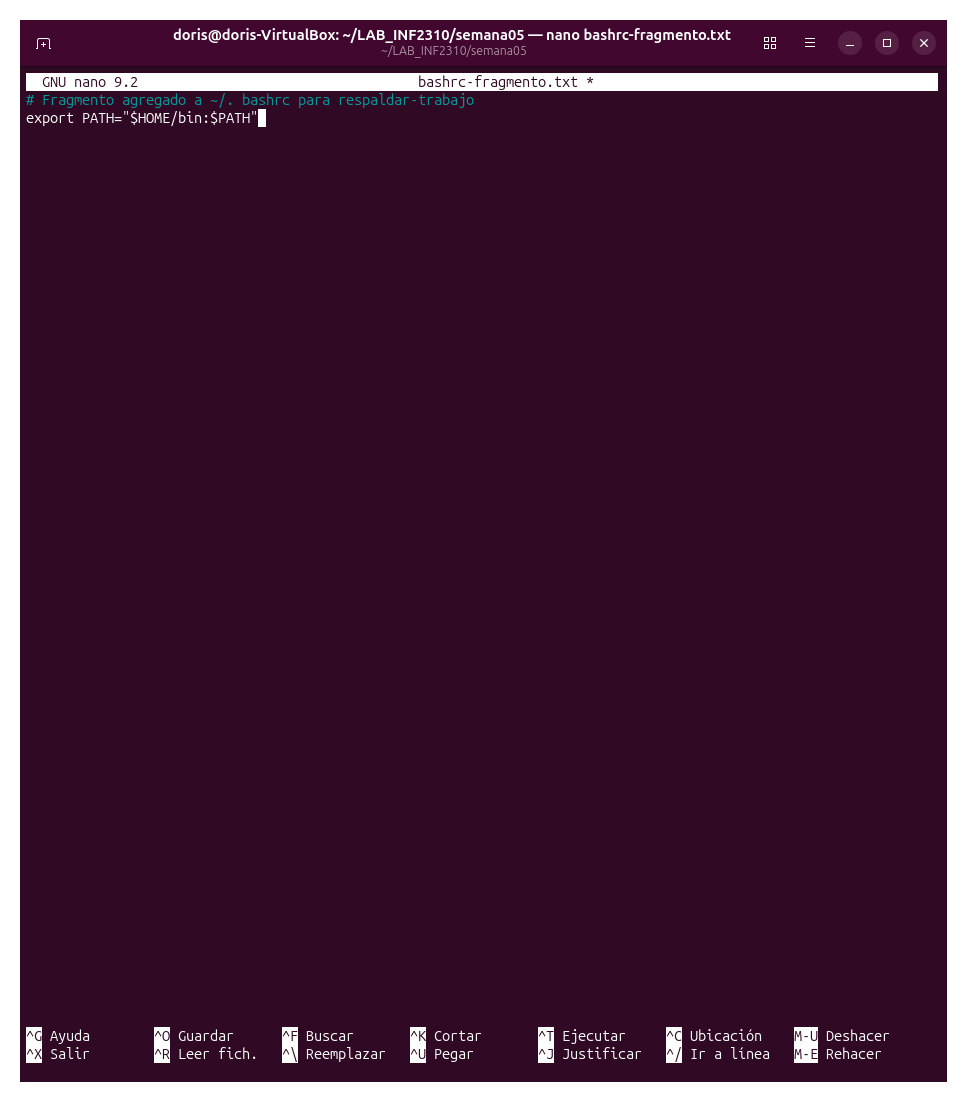 doris@doris-VirtualBox: ~/LAB_INF2310/semana05 — nano bashrc-fragmento.txt
~/LAB_INF2310/semana05
GNU nano 9.2 bashrc-fragmento.txt *
# Fragmento agregado a ~/. bashrc para respaldar-trabajo
export PATH="$HOME/bin:$PATH"
^G Ayuda ^O Guardar ^F Buscar ^K Cortar ^T Ejecutar ^C Ubicación M-U Deshacer
^X Salir ^R Leer fich. ^\ Reemplazar ^U Pegar ^J Justificar ^/ Ir a línea M-E Rehacer